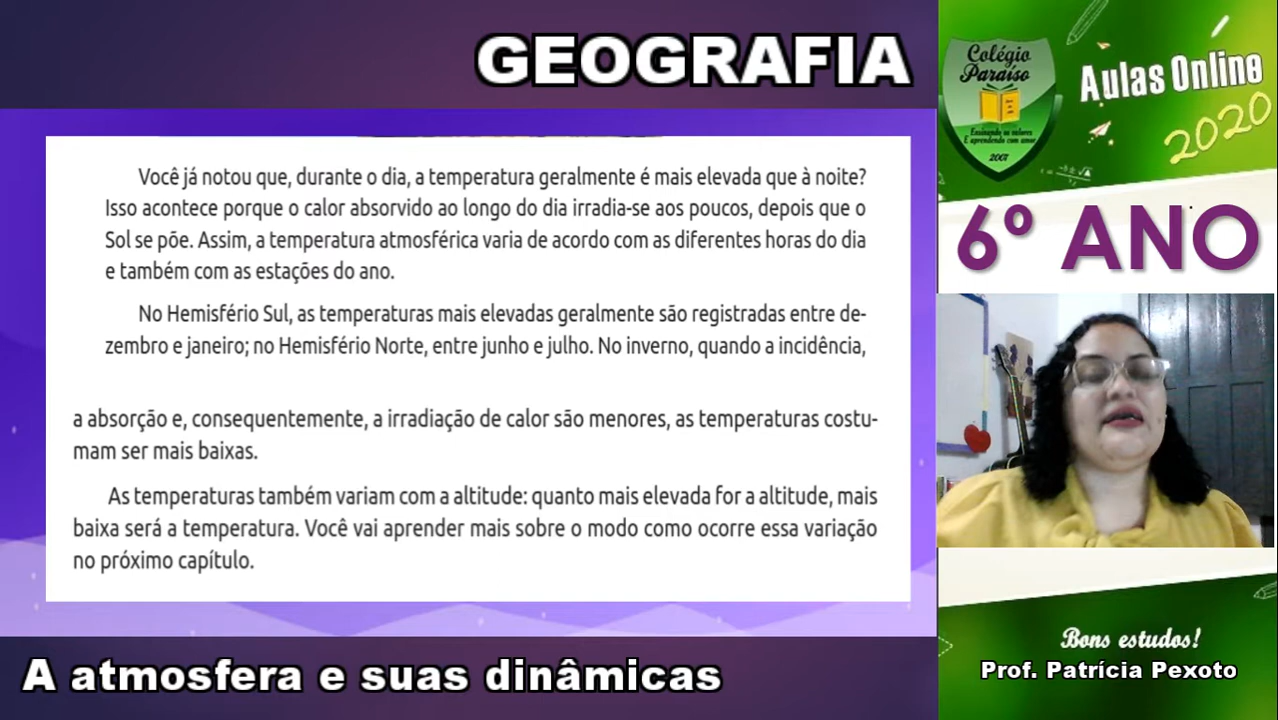 GEOGRAFIA
Você já notou que, durante o dia, a temperatura geralmente é mais elevada que à noite?
Isso acontece porque o calor absorvido ao longo do dia irradia-se aos poucos, depois que o
Sol se põe. Assim, a temperatura atmosférica varia de acordo com as diferentes horas do dia
e também com as estações do ano.
No Hemisfério Sul, as temperaturas mais elevadas geralmente são registradas entre de-
zembro e janeiro; no Hemisfério Norte, entre junho e julho. No inverno, quando a incidência,
a absorção e, consequentemente, a irradiação de calor são menores, as temperaturas costu-
mam ser mais baixas.
As temperaturas também variam com a altitude: quanto mais elevada for a altitude, mais
baixa será a temperatura. Você vai aprender mais sobre o modo como ocorre essa variação
no próximo capítulo.
A atmosfera e suas dinâmicas
Colégio
Paraíso
Ensinando os valores
E aprendendo com amor
2007
Aulas Online
2020
6º ANO
Bons estudos!
Prof. Patrícia Pexoto